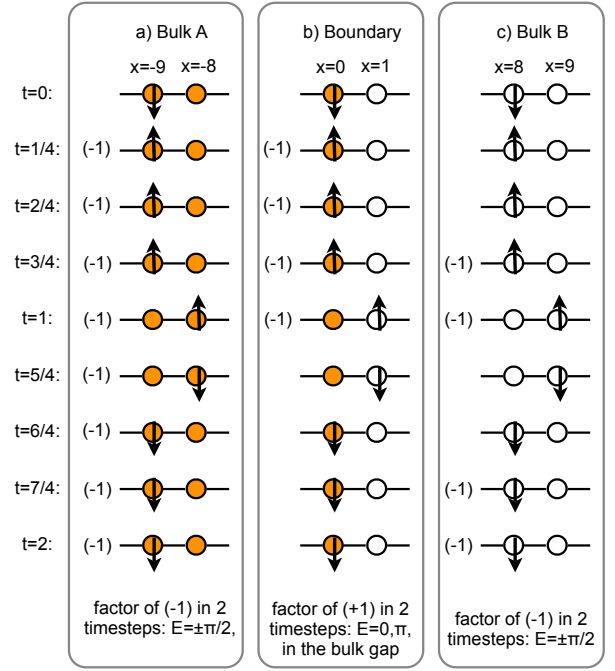 a) Bulk A
b) Boundary
c) Bulk B
x=-9 x=-8
x=0 x=1
x=8 x=9
t=0:
t=1/4: (-1) (-1)
t=2/4: (-1) (-1)
t=3/4: (-1) (-1) (-1)
t=1: (-1) (-1) (-1)
t=5/4: (-1)
t=6/4: (-1)
t=7/4: (-1) (-1)
t=2: (-1) (-1)
factor of (-1) in 2
timesteps: E=±π/2,
factor of (+1) in 2
timesteps: E=0,π,
in the bulk gap
factor of (-1) in 2
timesteps: E=±π/2